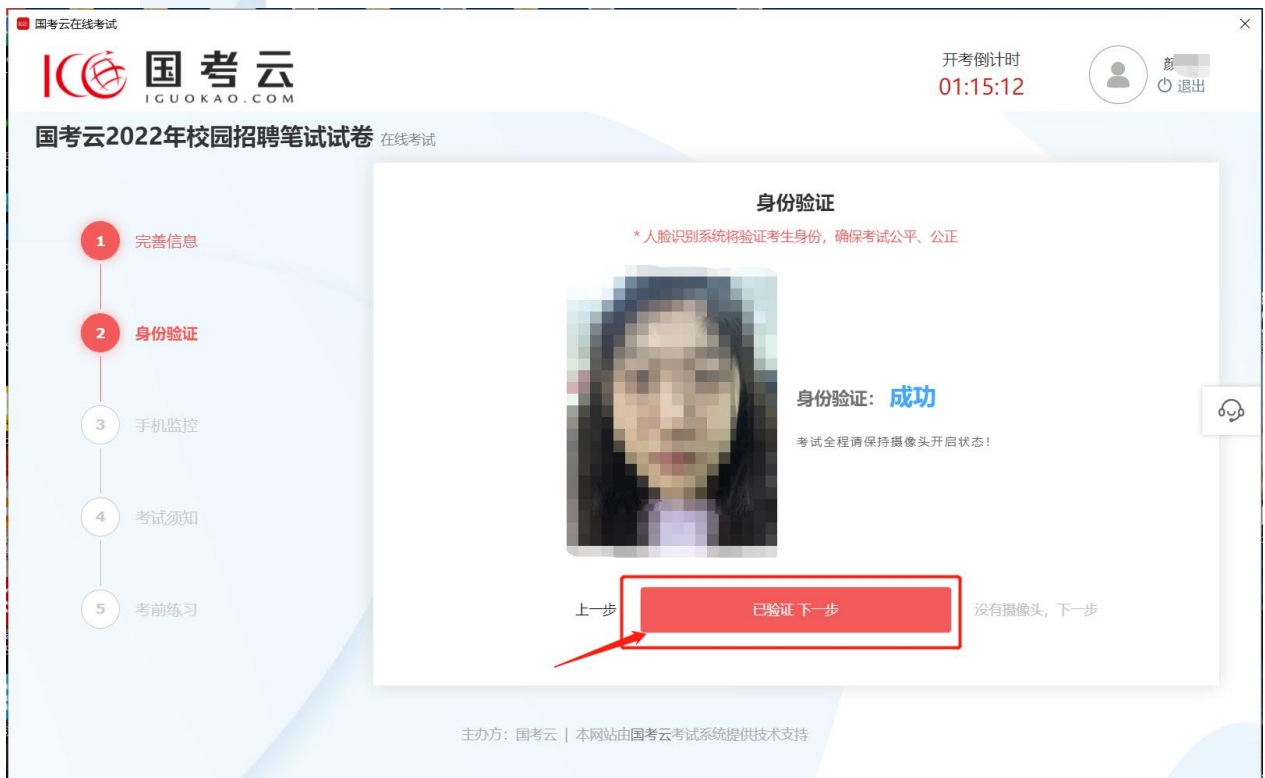 国考云在线考试
国考云
IGUOKAO.COM
开考倒计时
01:15:12
颜
退出
国考云2022年校园招聘笔试试卷 在线考试
身份验证
* 人脸识别系统将验证考生身份，确保考试公平、公正
1 完善信息
2 身份验证
3 手机监控
4 考试须知
5 考前练习
身份验证： 成功
考试全程请保持摄像头开启状态！
上一步 已验证 下一步 没有摄像头，下一步
主办方：国考云 | 本网站由国考云考试系统提供技术支持